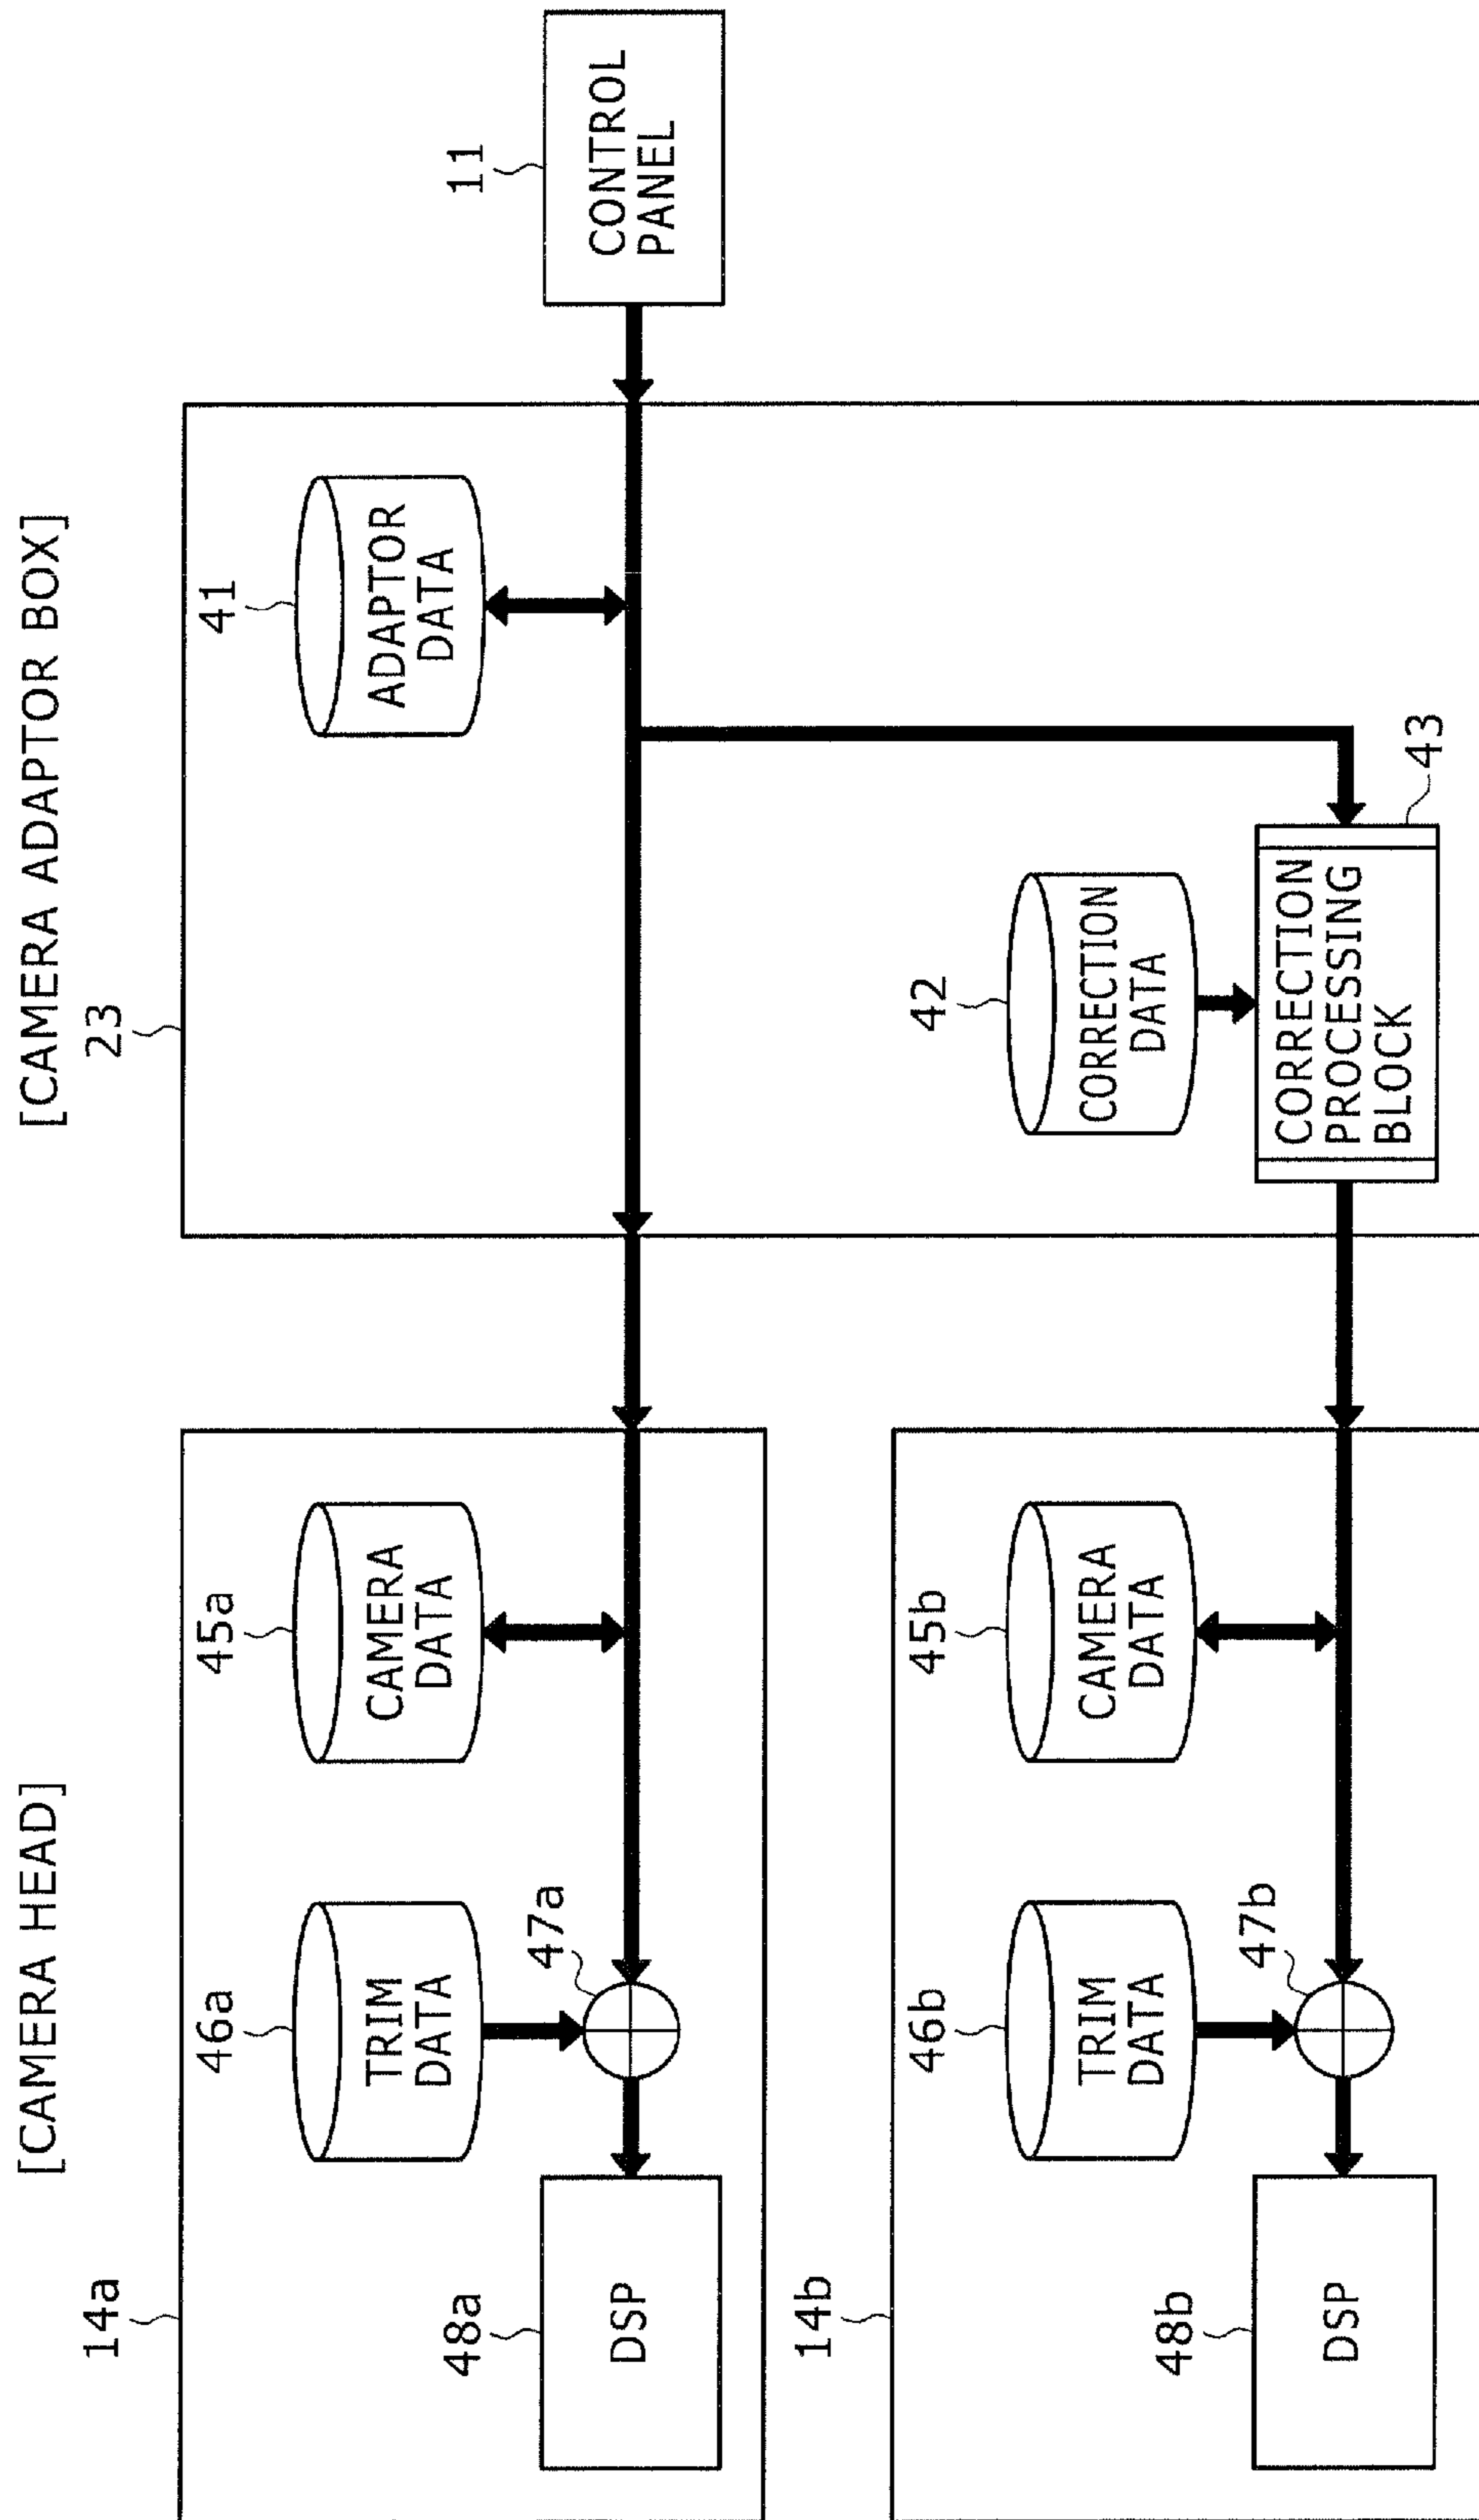 [CAMERA HEAD]
[CAMERA ADAPTOR BOX]
14a
23
46a
45a
41
TRIM
DATA
CAMERA
DATA
ADAPTOR
DATA
48a
47a
11
DSP
CONTROL
PANEL
14b
46b
45b
42
TRIM
DATA
CAMERA
DATA
CORRECTION
DATA
48b
47b
DSP
CORRECTION
PROCESSING
BLOCK
43